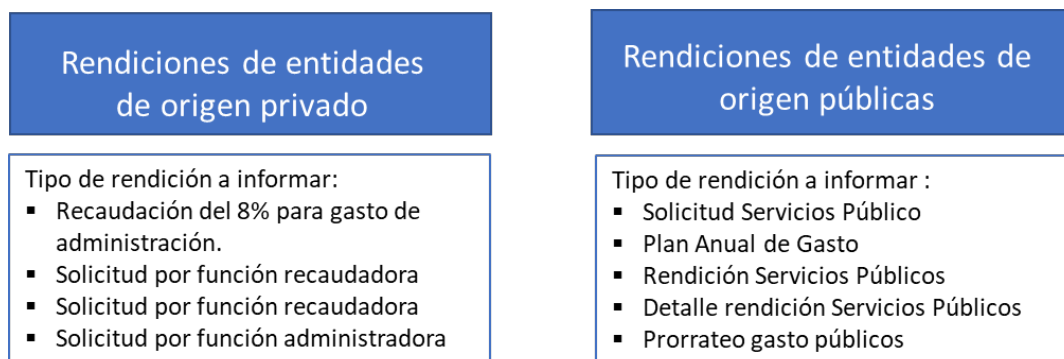 Rendiciones de entidades
de origen privado
Tipo de rendición a informar:
▪ Recaudación del 8% para gasto de
administración.
▪ Solicitud por función recaudadora
▪ Solicitud por función recaudadora
▪ Solicitud por función administradora
Rendiciones de entidades de
origen públicas
Tipo de rendición a informar :
▪ Solicitud Servicios Público
▪ Plan Anual de Gasto
▪ Rendición Servicios Públicos
▪ Detalle rendición Servicios Públicos
▪ Prorrateo gasto públicos